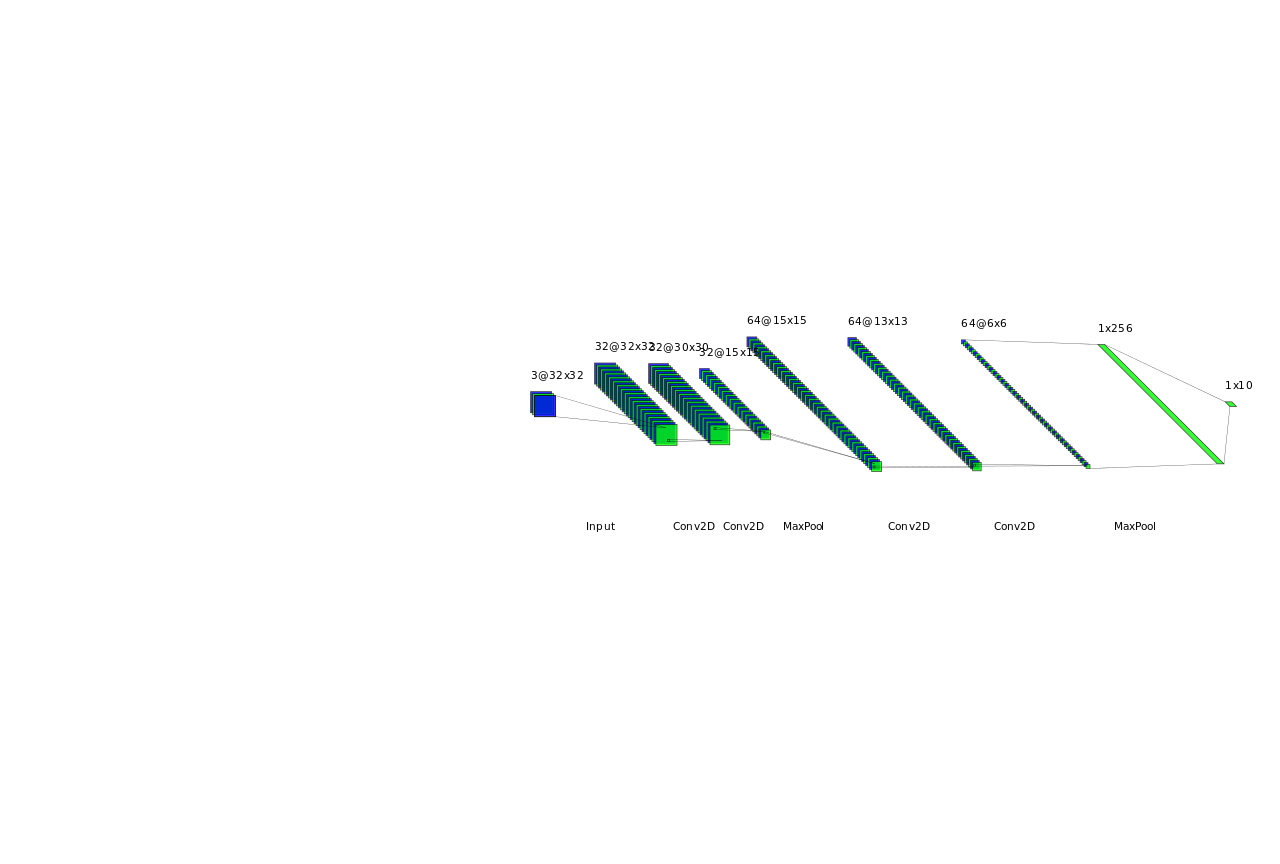 3@32x32
32@32x32
32@30x30
32@15x15
64@15x15
64@13x13
64@6x6
1x256
1x10
Input
Conv2D
Conv2D
MaxPool
Conv2D
Conv2D
MaxPool